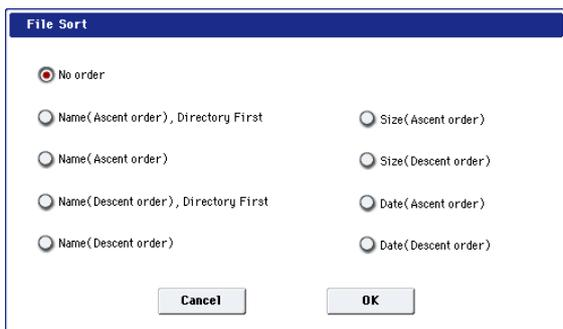 File Sort
No order
Name(Ascent order), Directory First
Size(Ascent order)
Name(Ascent order)
Size(Descent order)
Name(Descent order), Directory First
Date(Ascent order)
Name(Descent order)
Date(Descent order)
Cancel
OK